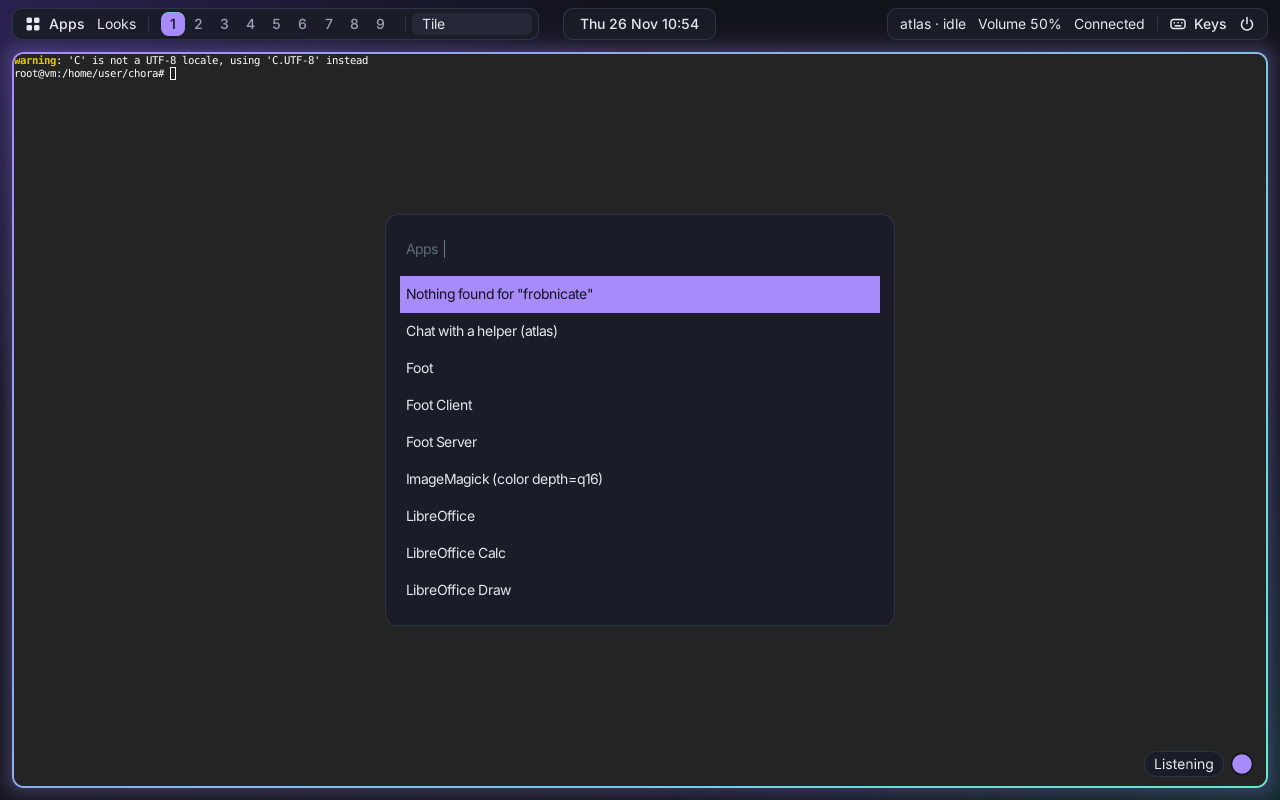 Apps Looks 1 2 3 4 5 6 7 8 9 Tile Thu 26 Nov 10:54 atlas · idle Volume 50% Connected Keys
warning: 'C' is not a UTF-8 locale, using 'C.UTF-8' instead
root@vm:/home/user/chora#
Apps
Nothing found for "frobnicate"
Chat with a helper (atlas)
Foot
Foot Client
Foot Server
ImageMagick (color depth=q16)
LibreOffice
LibreOffice Calc
LibreOffice Draw
Listening